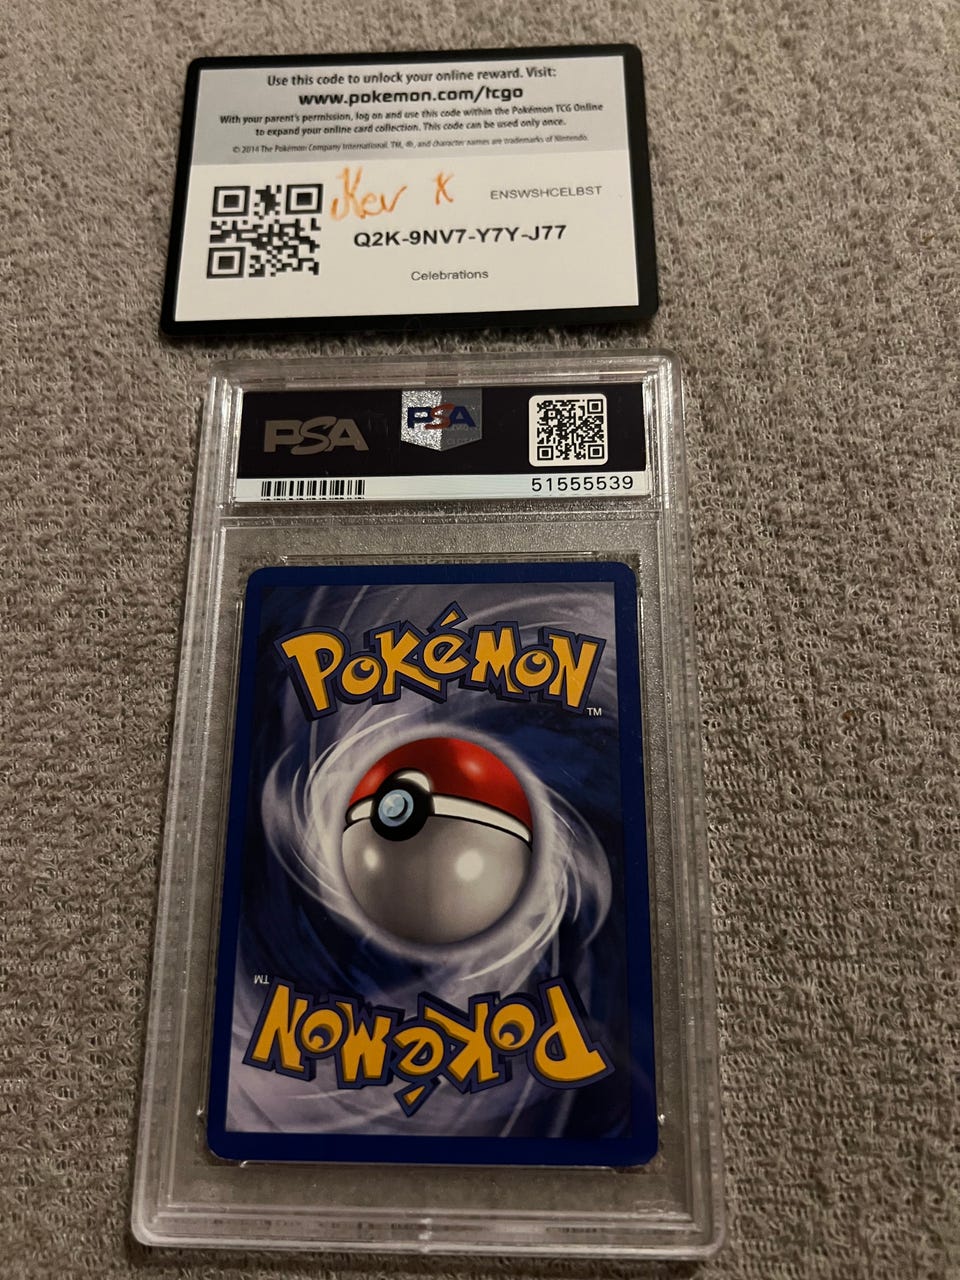 Use this code to unlock your online reward. Visit:
www.pokemon.com/tcgo
With your parent's permission, log on and use this code within the Pokémon TCG Online
to expand your online card collection. This code can be used only once.
© 2014 The Pokémon Company International. TM, ®, and character names are trademarks of Nintendo.
Kev X
ENSWSHCELBST
Q2K-9NV7-Y7Y-J77
Celebrations
PSA
PSA
51555539
POKéMON
TM
TM
POKéMON